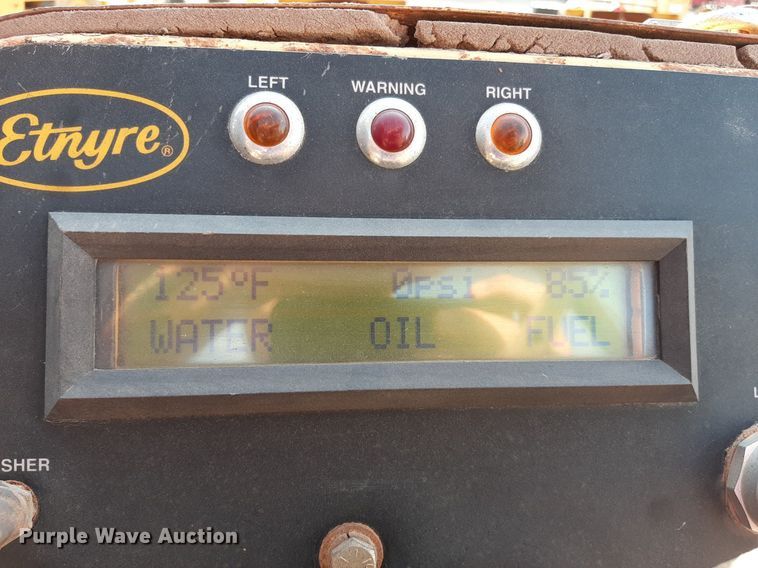 LEFT WARNING RIGHT
Etnyre®
125°F 0psi 85%
WATER OIL FUEL
SHER
L
Purple Wave Auction